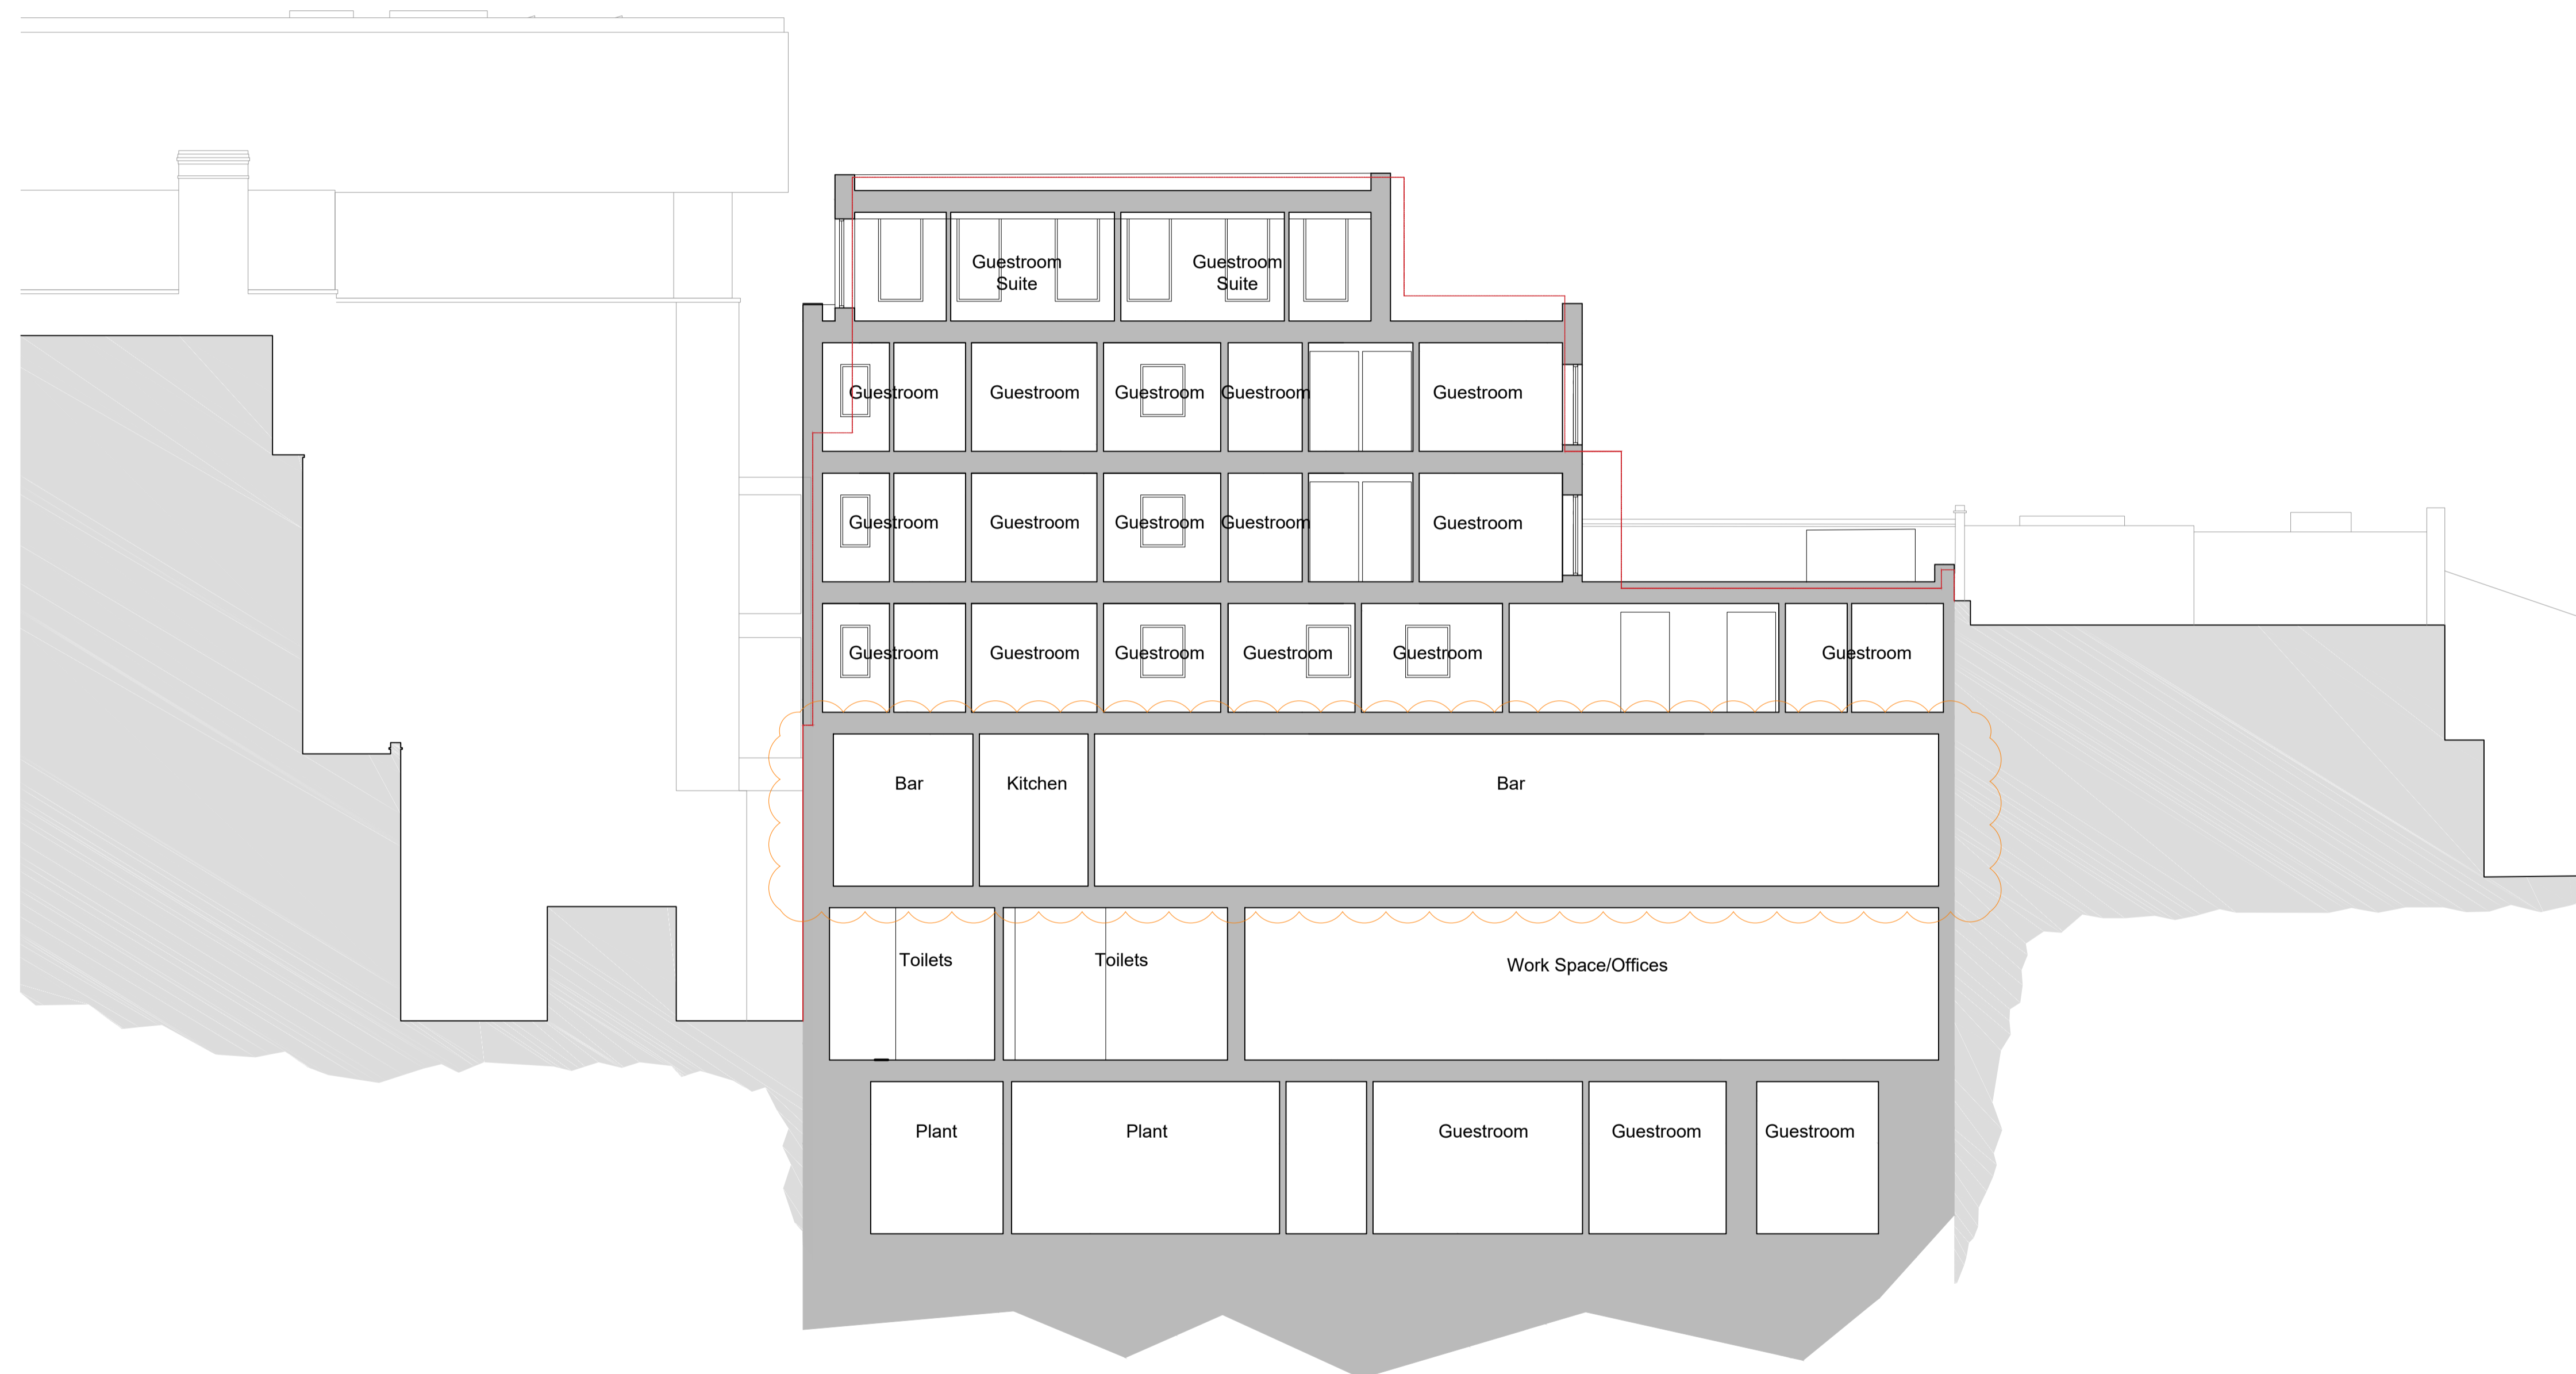 Guestroom Guestroom
Suite Suite
Guestroom Guestroom Guestroom Guestroom Guestroom
Guestroom Guestroom Guestroom Guestroom Guestroom
Guestroom Guestroom Guestroom Guestroom Guestroom Guestroom
Bar Kitchen Bar
Toilets Toilets Work Space/Offices
Plant Plant Guestroom Guestroom Guestroom